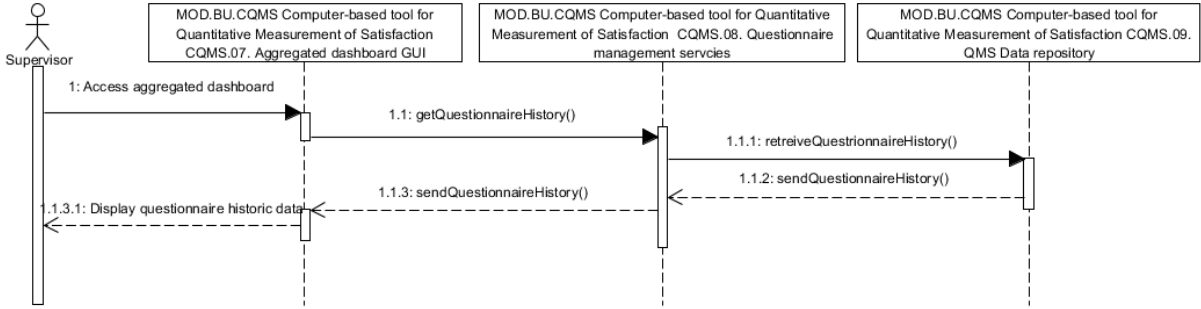 MOD.BU.CQMS Computer-based tool for
Quantitative Measurement of Satisfaction
CQMS.07. Aggregated dashboard GUI
MOD.BU.CQMS Computer-based tool for Quantitative
Measurement of Satisfaction  CQMS.08. Questionnaire
management servcies
MOD.BU.CQMS Computer-based tool for
Quantitative Measurement of Satisfaction CQMS.09.
QMS Data repository
Supervisor
1: Access aggregated dashboard
1.1: getQuestionnaireHistory()
1.1.1: retreiveQuestrionnaireHistory()
1.1.2: sendQuestionnaireHistory()
1.1.3: sendQuestionnaireHistory()
1.1.3.1: Display questionnaire historic data